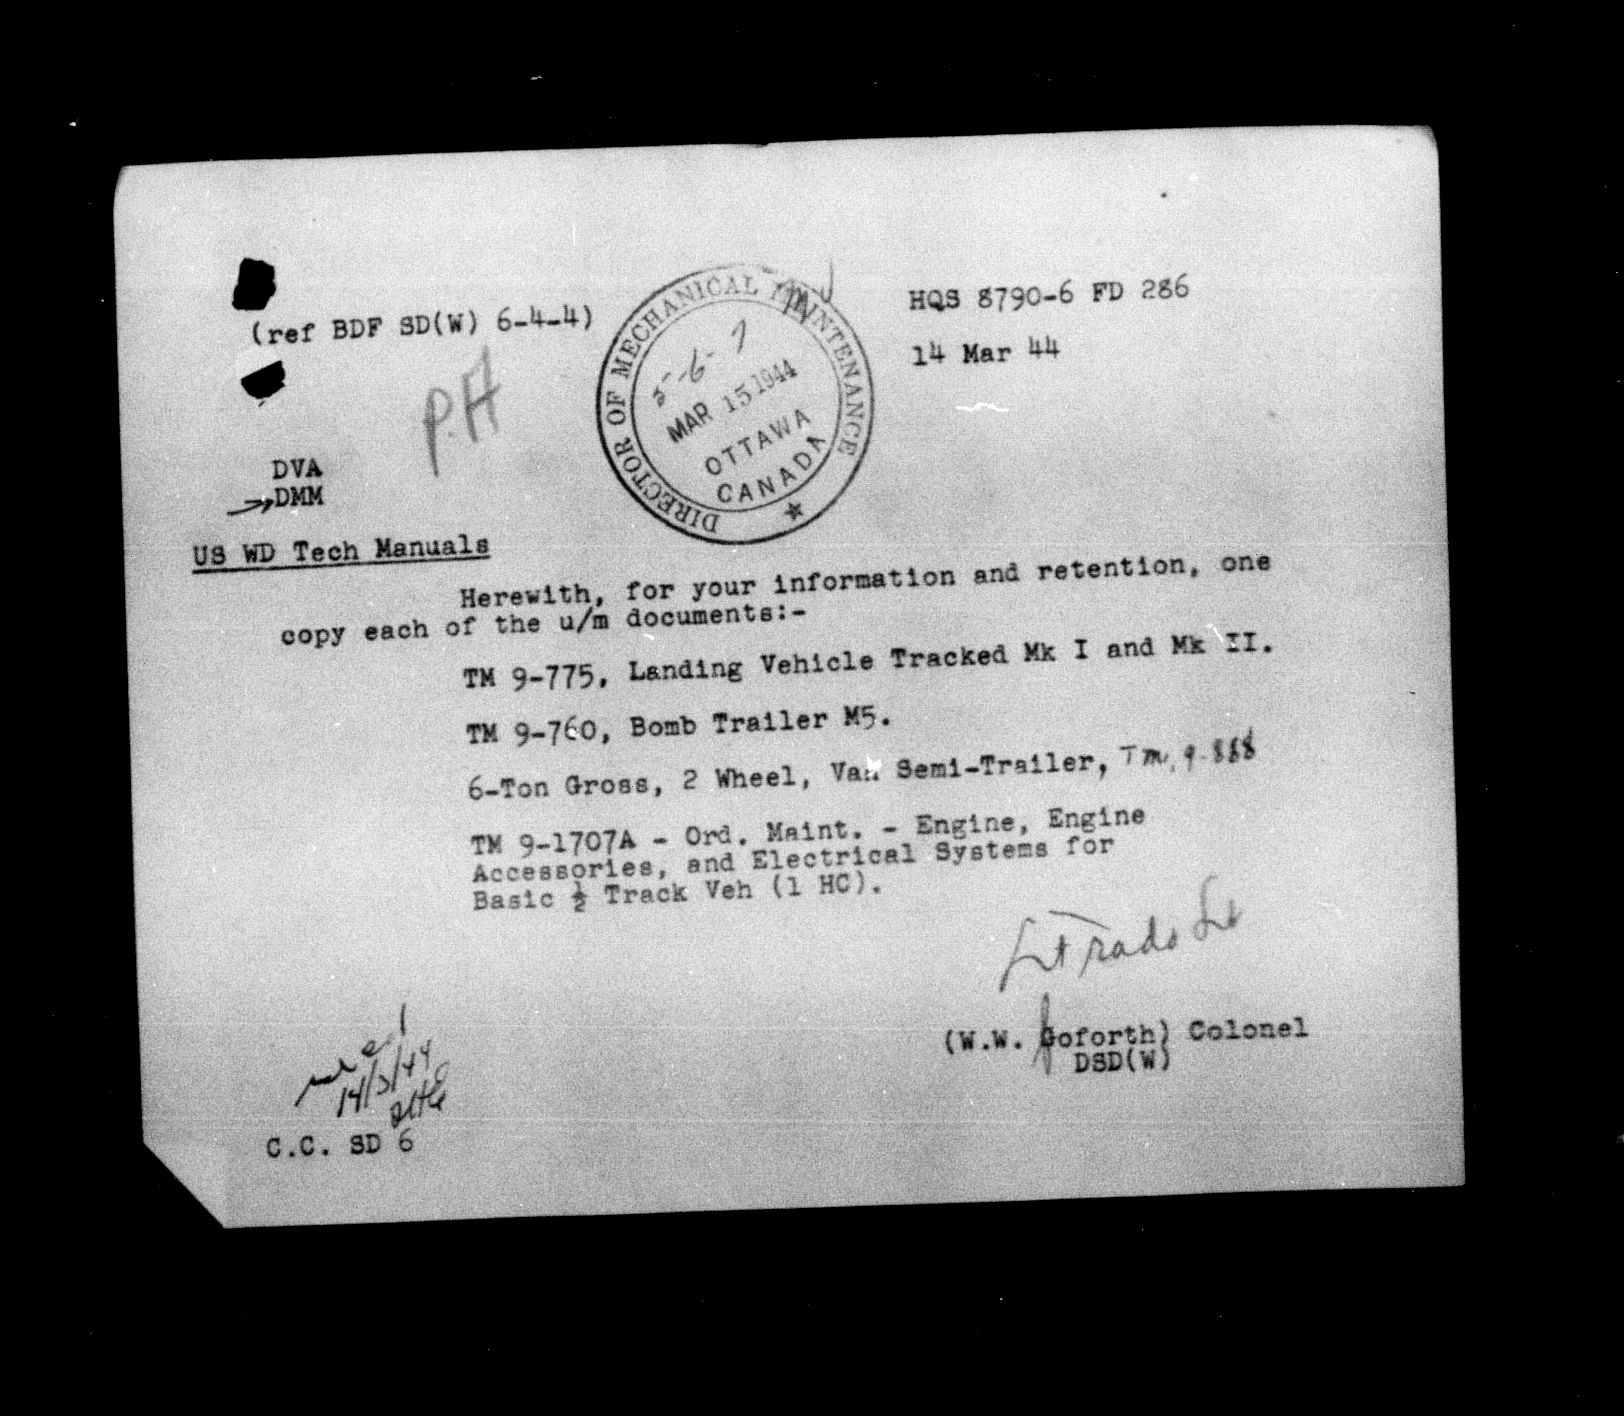 HQS 8790-6 FD 286
(ref BDF SD(W) 6-4-4)
14 Mar 44
DIRECTOR OF MECHANICAL MAINTENANCE
MAR 15 1944
OTTAWA
CANADA
P.A
DVA
DMM
US WD Tech Manuals
Herewith, for your information and retention, one
copy each of the u/m documents:-
TM 9-775, Landing Vehicle Tracked Mk I and Mk II.
TM 9-760, Bomb Trailer M5.
6-Ton Gross, 2 Wheel, Van Semi-Trailer, Tm, 9-888
TM 9-1707A - Ord. Maint. - Engine, Engine
Accessories, and Electrical Systems for
Basic ½ Track Veh (1 HC).
(W.W. Goforth) Colonel
DSD(W)
14/3/44
C.C. SD 6